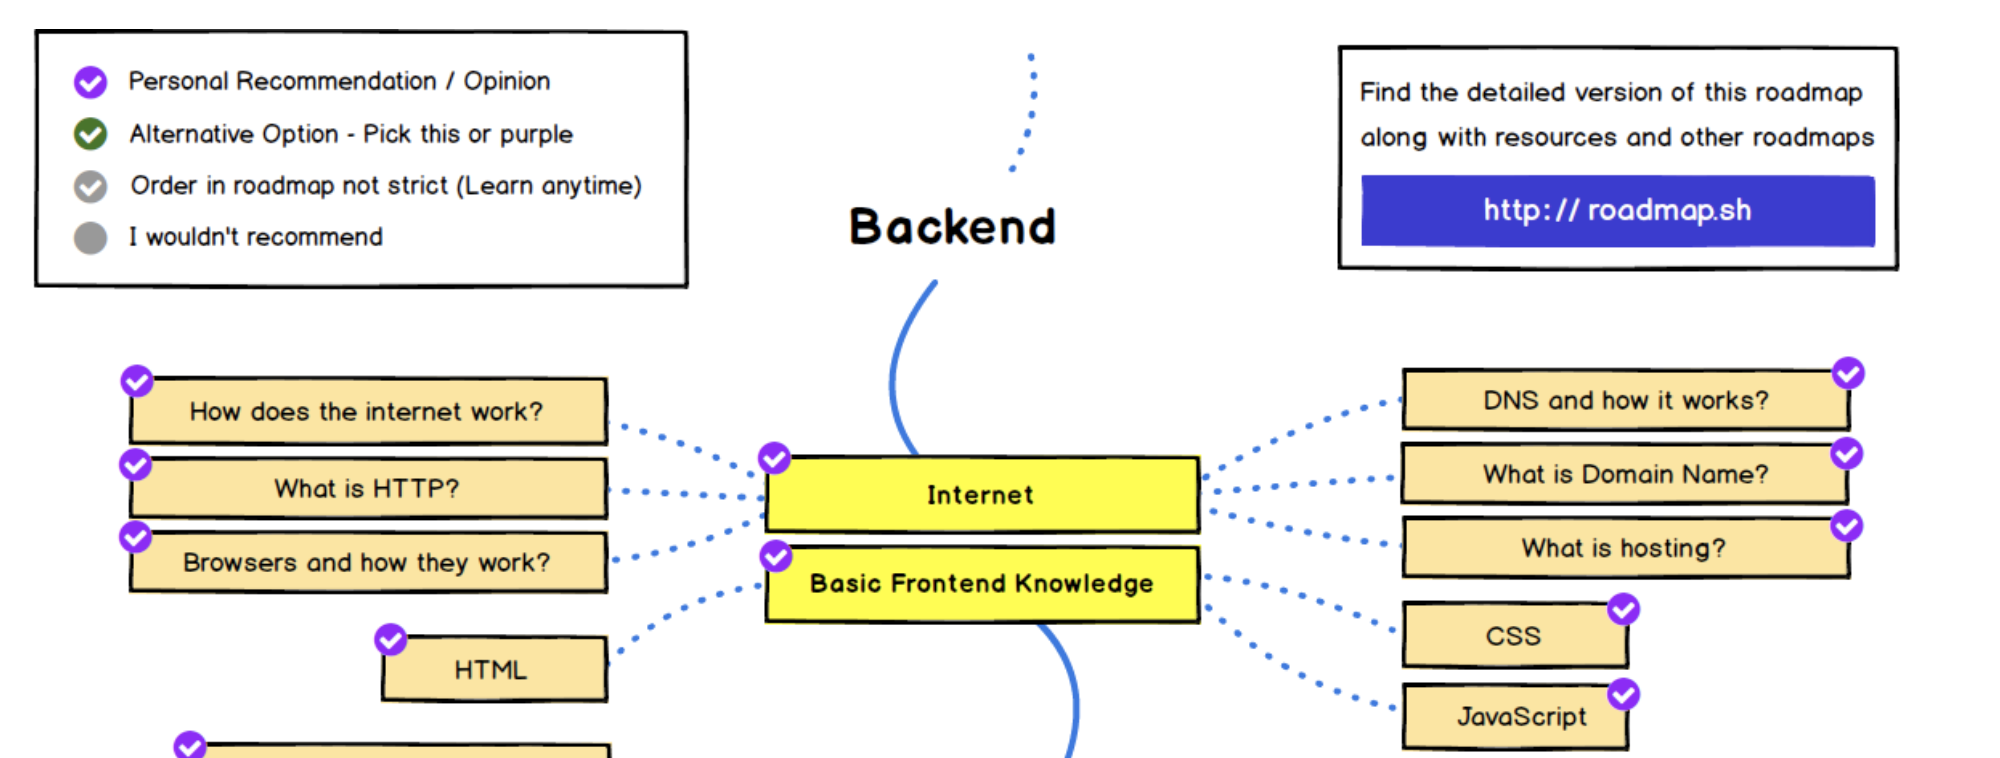 Personal Recommendation / Opinion
Alternative Option - Pick this or purple
Order in roadmap not strict (Learn anytime)
I wouldn't recommend
Backend
Find the detailed version of this roadmap
along with resources and other roadmaps
http:// roadmap.sh
How does the internet work?
What is HTTP?
Browsers and how they work?
HTML
Internet
Basic Frontend Knowledge
DNS and how it works?
What is Domain Name?
What is hosting?
CSS
JavaScript